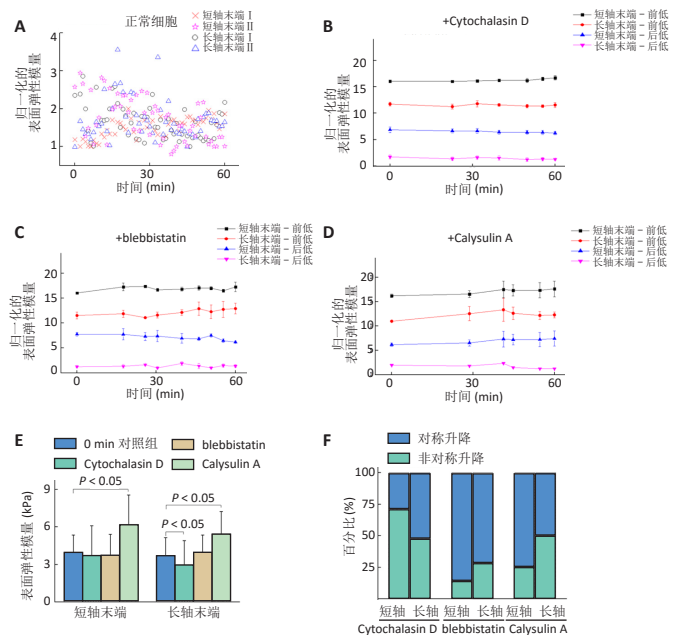 A
正常细胞
短轴末端 I
短轴末端 II
长轴末端 I
长轴末端 II
归一化的
表面弹性模量
4
3
2
1
0
30
60
时间 (min)
B
+Cytochalasin D
短轴末端 – 前低
长轴末端 – 前低
短轴末端 – 后低
长轴末端 – 后低
归一化的
表面弹性模量
20
15
10
5
0
0
30
60
时间 (min)
C
+blebbistatin
短轴末端 – 前低
长轴末端 – 前低
短轴末端 – 后低
长轴末端 – 后低
归一化的
表面弹性模量
20
15
10
5
0
0
30
60
时间 (min)
D
+Calysulin A
短轴末端 – 前低
长轴末端 – 前低
短轴末端 – 后低
长轴末端 – 后低
归一化的
表面弹性模量
20
15
10
5
0
0
30
60
时间 (min)
E
0 min 对照组
blebbistatin
Cytochalasin D
Calysulin A
表面弹性模量 (kPa)
9
6
3
0
P < 0.05
P < 0.05
P < 0.05
短轴末端
长轴末端
F
对称升降
非对称升降
百分比 (%)
100
75
50
25
短轴 长轴 短轴 长轴 短轴 长轴
Cytochalasin D blebbistatin Calysulin A